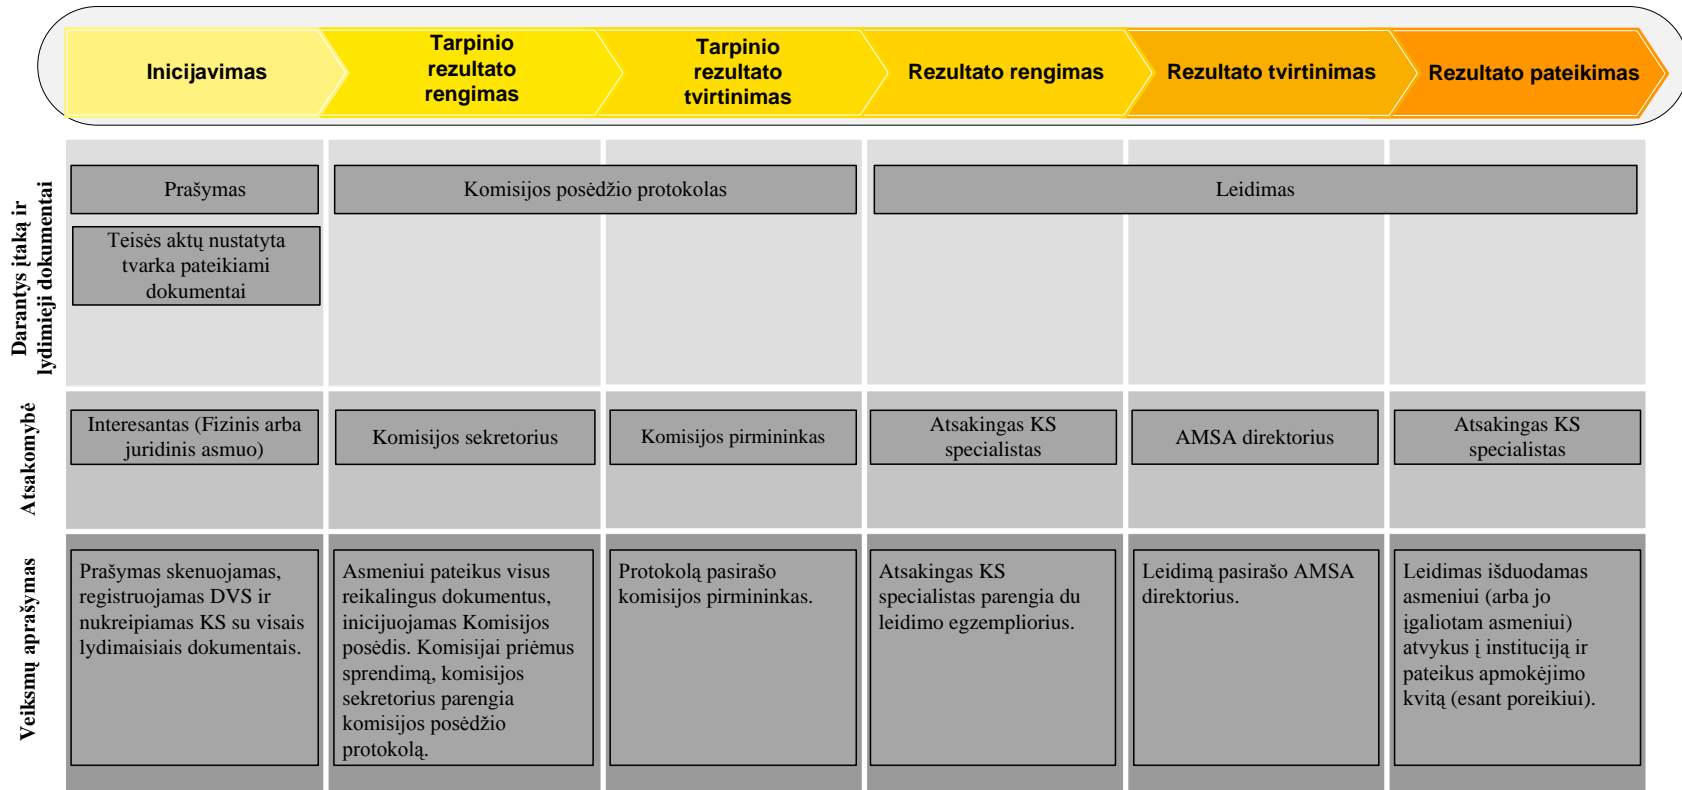 Inicijavimas
Tarpinio
rezultato
rengimas
Tarpinio
rezultato
tvirtinimas
Rezultato rengimas
Rezultato tvirtinimas
Rezultato pateikimas
Darantys įtaką ir
lydimieji dokumentai
Prašymas
Komisijos posėdžio protokolas
Leidimas
Teisės aktų nustatyta
tvarka pateikiami
dokumentai
Atsakomybė
Interesantas (Fizinis arba
juridinis asmuo)
Komisijos sekretorius
Komisijos pirmininkas
Atsakingas KS
specialistas
AMSA direktorius
Atsakingas KS
specialistas
Veiksmų aprašymas
Prašymas skenuojamas,
registruojamas DVS ir
nukreipiamas KS su visais
lydimaisiais dokumentais.
Asmeniui pateikus visus
reikalingus dokumentus,
inicijuojamas Komisijos
posėdis. Komisijai priėmus
sprendimą, komisijos
sekretorius parengia
komisijos posėdžio
protokolą.
Protokolą pasirašo
komisijos pirmininkas.
Atsakingas KS
specialistas parengia du
leidimo egzempliorius.
Leidimą pasirašo AMSA
direktorius.
Leidimas išduodamas
asmeniui (arba jo
įgaliotam asmeniui)
atvykus į instituciją ir
pateikus apmokėjimo
kvitą (esant poreikiui).